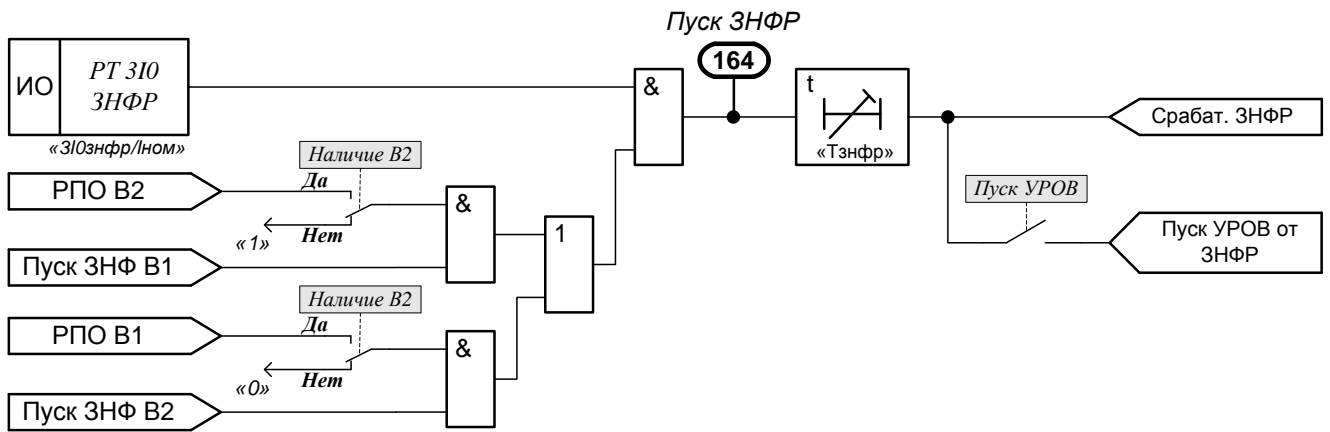 Пуск ЗНФР
164
ИО
РТ 3I0
ЗНФР
«3I0знфр/Iном»
&
t
«Тзнфр»
Срабат. ЗНФР
РПО В2
Наличие В2
Да
«1»
Нет
&
Пуск ЗНФ В1
1
Пуск УРОВ
Пуск УРОВ от
ЗНФР
РПО В1
Наличие В2
Да
«0»
Нет
&
Пуск ЗНФ В2